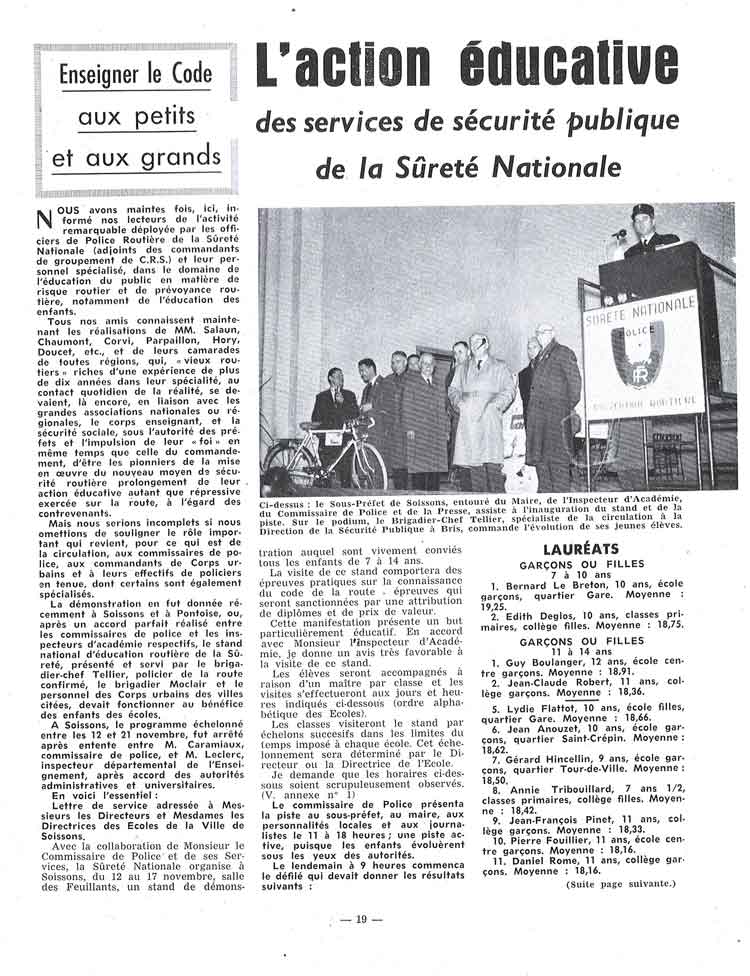 Enseigner le Code
aux petits
et aux grands
L'action éducative
des services de sécurité publique
de la Sûreté Nationale
NOUS avons maintes fois, ici, in-
formé nos lecteurs de l'activité
remarquable déployée par les offi-
ciers de Police Routière de la Sûreté
Nationale (adjoints des commandants
de groupement de C.R.S.) et leur per-
sonnel spécialisé, dans le domaine de
l'éducation du public en matière de
risque routier et de prévoyance rou-
tière, notamment de l'éducation des
enfants.
Tous nos amis connaissent mainte-
nant les réalisations de MM. Salaun,
Chaumont, Corvi, Parpaillon, Hory,
Doucet, etc., et de leurs camarades
de toutes régions, qui, « vieux rou-
tiers » riches d'une expérience de plus
de dix années dans leur spécialité, au
contact quotidien de la réalité, se de-
vaient, là encore, en liaison avec les
grandes associations nationales ou ré-
gionales, le corps enseignant, et la
sécurité sociale, sous l'autorité des pré-
fets et l'impulsion de leur « foi » en
même temps que celle du commande-
ment, d'être les pionniers de la mise
en œuvre du nouveau moyen de sécu-
rité routière prolongement de leur
action éducative autant que répressive
exercée sur la route, à l'égard des
contrevenants.
Mais nous serions incomplets si nous
omettions de souligner le rôle impor-
tant qui revient, pour ce qui est de
la circulation, aux commissaires de po-
lice, aux commandants de Corps ur-
bains et à leurs effectifs de policiers
en tenue, dont certains sont également
spécialisés.
La démonstration en fut donnée ré-
cemment à Soissons et à Pontoise, ou,
après un accord parfait réalisé entre
les commissaires de police et les ins-
pecteurs d'académie respectifs, le stand
national d'éducation routière de la Sû-
reté, présenté et servi par le briga-
dier-chef Tellier, policier de la route
confirmé, le brigadier Moclair et le
personnel des Corps urbains des villes
citées, devait fonctionner au bénéfice
des enfants des écoles.
A Soissons, le programme échelonné
entre les 12 et 21 novembre, fut arrêté
après entente entre M. Caramiaux,
commissaire de police, et M. Leclerc,
inspecteur départemental de l'Ensei-
gnement, après accord des autorités
administratives et universitaires.
En voici l'essentiel :
Lettre de service adressée à Mes-
sieurs les Directeurs et Mesdames les
Directrices des Ecoles de la Ville de
Soissons.
Avec la collaboration de Monsieur le
Commissaire de Police et de ses Ser-
vices, la Sûreté Nationale organise à
Soissons, du 12 au 17 novembre, salle
des Feuillants, un stand de démons-
SURETÉ NATIONALE
POLICE
RF
Ci-dessus : le Sous-Préfet de Soissons, entouré du Maire, de l'Inspecteur d'Académie,
du Commissaire de Police et de la Presse, assiste à l'inauguration du stand et de la
piste. Sur le podium, le Brigadier-Chef Tellier, spécialiste de la circulation à la
Direction de la Sécurité Publique à Bris, commande l'évolution de ses jeunes élèves.
tration auquel sont vivement conviés
tous les enfants de 7 à 14 ans.
La visite de ce stand comportera des
épreuves pratiques sur la connaissance
du code de la route . épreuves qui
seront sanctionnées par une attribution
de diplômes et de prix de valeur.
Cette manifestation présente un but
particulièrement éducatif. En accord
avec Monsieur l'Inspecteur d'Acadé-
mie, je donne un avis très favorable à
la visite de ce stand.
Les élèves seront accompagnés à
raison d'un maître par classe et les
visites s'effectueront aux jours et heu-
res indiqués ci-dessous (ordre alpha-
bétique des Ecoles).
Les classes visiteront le stand par
échelons succesifs dans les limites du
temps imposé à chaque école. Cet éche-
lonnement sera déterminé par le Di-
recteur ou la Directrice de l'Ecole.
Je demande que les horaires ci-des-
sous soient scrupuleusement observés.
(V. annexe n° 1)
Le commissaire de Police présenta
la piste au sous-préfet, au maire, aux
personnalités locales et aux journa-
listes le 11 à 18 heures ; une piste ac-
tive, puisque les enfants évoluèrent
sous les yeux des autorités.
Le lendemain à 9 heures commenca
le défilé qui devait donner les résultats
suivants :
LAURÉATS
GARÇONS OU FILLES
7 à 10 ans
1. Bernard Le Breton, 10 ans, école
garçons, quartier Gare. Moyenne :
19,25.
2. Edith Deglos, 10 ans, classes pri-
maires, collège filles. Moyenne : 18,75.
GARÇONS OU FILLES
11 à 14 ans
1. Guy Boulanger, 12 ans, école cen-
tre garçons. Moyenne : 18,91.
2. Jean-Claude Robert, 11 ans, col-
lège garçons. Moyenne : 18,36.
5. Lydie Flattot, 10 ans, école filles,
quartier Gare. Moyenne : 18,66.
6. Jean Anouzet, 10 ans, école gar-
çons, quartier Saint-Crépin. Moyenne :
18,62.
7. Gérard Hincellin, 9 ans, école gar-
çons, quartier Tour-de-Ville. Moyenne :
18,50.
8. Annie Tribouillard, 7 ans 1/2,
classes primaires, collège filles. Moyen-
ne : 18,42.
9. Jean-François Pinet, 11 ans, col-
lège garçons. Moyenne : 18,33.
10. Pierre Fouillier, 11 ans, école cen-
tre garçons. Moyenne : 18,16.
11. Daniel Rome, 11 ans, collège gar-
çons. Moyenne : 18,16.
(Suite page suivante.)
— 19 —